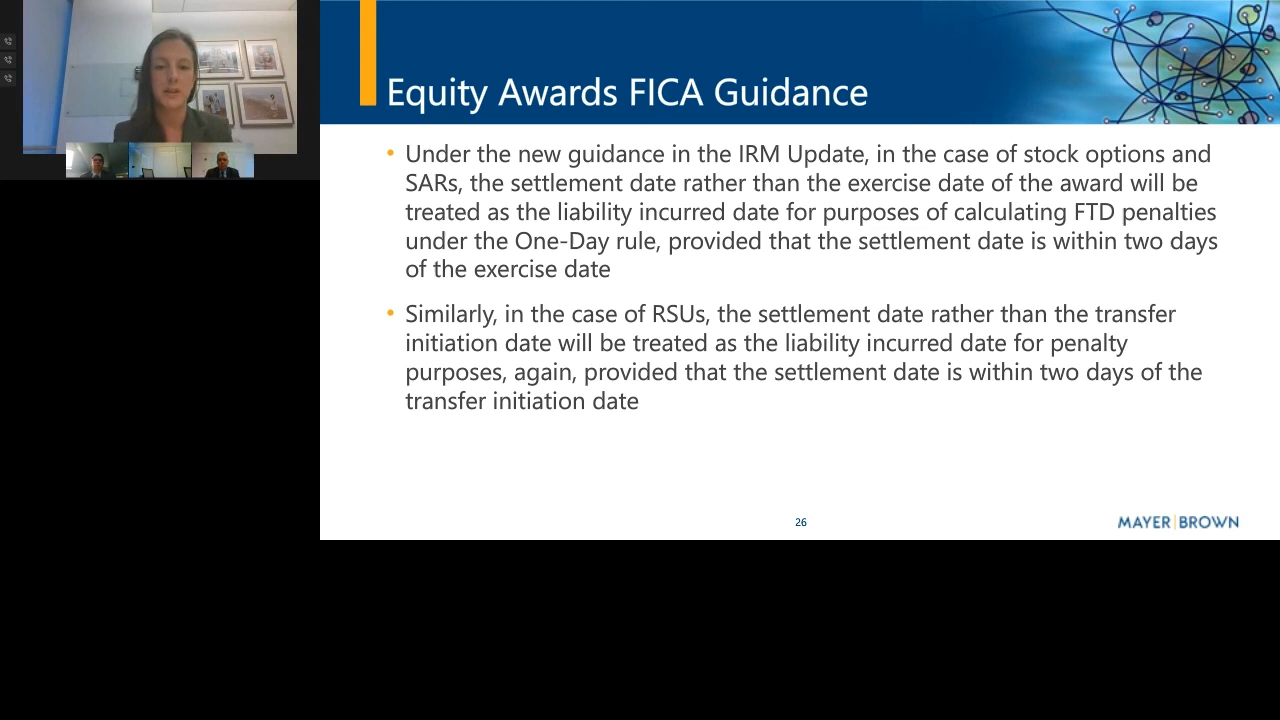 Equity Awards FICA Guidance
• Under the new guidance in the IRM Update, in the case of stock options and
SARs, the settlement date rather than the exercise date of the award will be
treated as the liability incurred date for purposes of calculating FTD penalties
under the One-Day rule, provided that the settlement date is within two days
of the exercise date
• Similarly, in the case of RSUs, the settlement date rather than the transfer
initiation date will be treated as the liability incurred date for penalty
purposes, again, provided that the settlement date is within two days of the
transfer initiation date
26
MAYER|BROWN